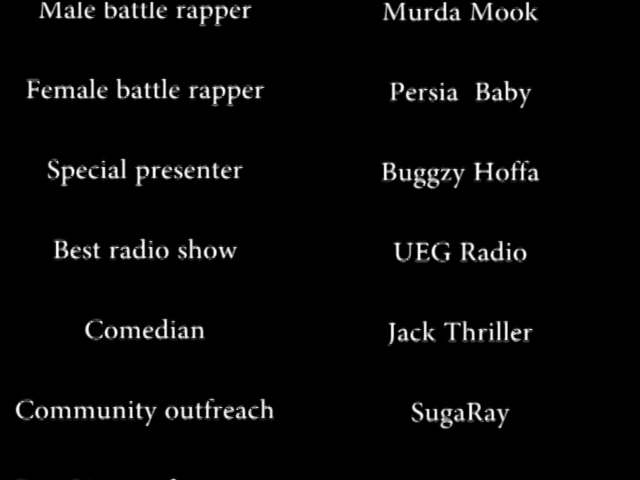 Male battle rapper Murda Mook
Female battle rapper Persia Baby
Special presenter Buggzy Hoffa
Best radio show UEG Radio
Comedian Jack Thriller
Community outfreach SugaRay